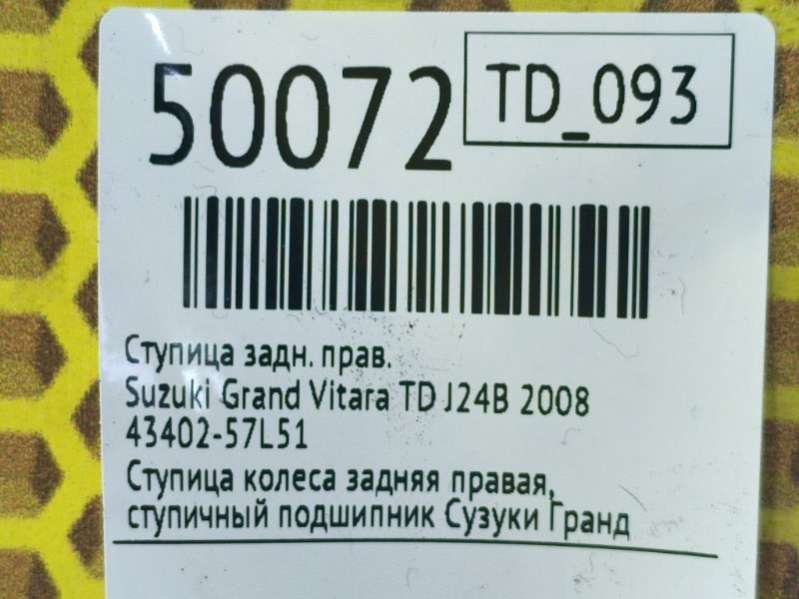 50072
TD_093
Ступица задн. прав.
Suzuki Grand Vitara TD J24B 2008
43402-57L51
Ступица колеса задняя правая,
ступичный подшипник Сузуки Гранд